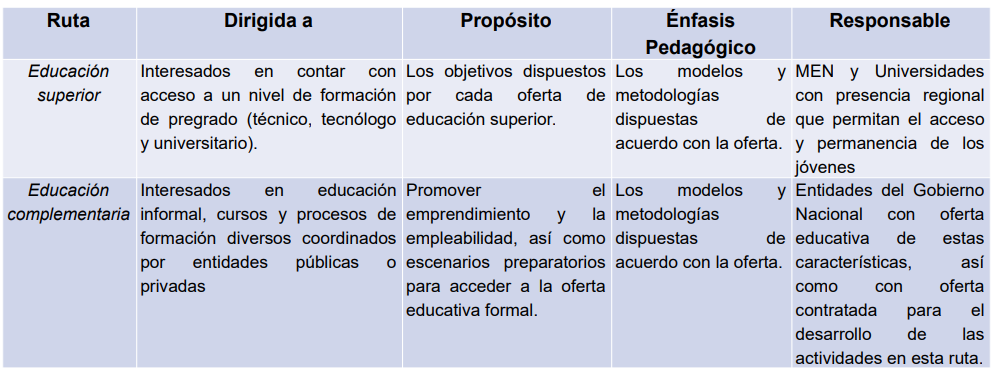 Ruta
Dirigida a
Propósito
Énfasis
Pedagógico
Responsable
Educación
superior
Interesados en contar con
acceso a un nivel de formación
de pregrado (técnico, tecnólogo
y universitario).
Los objetivos dispuestos
por cada oferta de
educación superior.
Los modelos y
metodologías
dispuestas de
acuerdo con la oferta.
MEN y Universidades
con presencia regional
que permitan el acceso
y permanencia de los
jóvenes
Educación
complementaria
Interesados en educación
informal, cursos y procesos de
formación diversos coordinados
por entidades públicas o
privadas
Promover el
emprendimiento y la
empleabilidad, así como
escenarios preparatorios
para acceder a la oferta
educativa formal.
Los modelos y
metodologías
dispuestas de
acuerdo con la oferta.
Entidades del Gobierno
Nacional con oferta
educativa de estas
características, así
como con oferta
contratada para el
desarrollo de las
actividades en esta ruta.